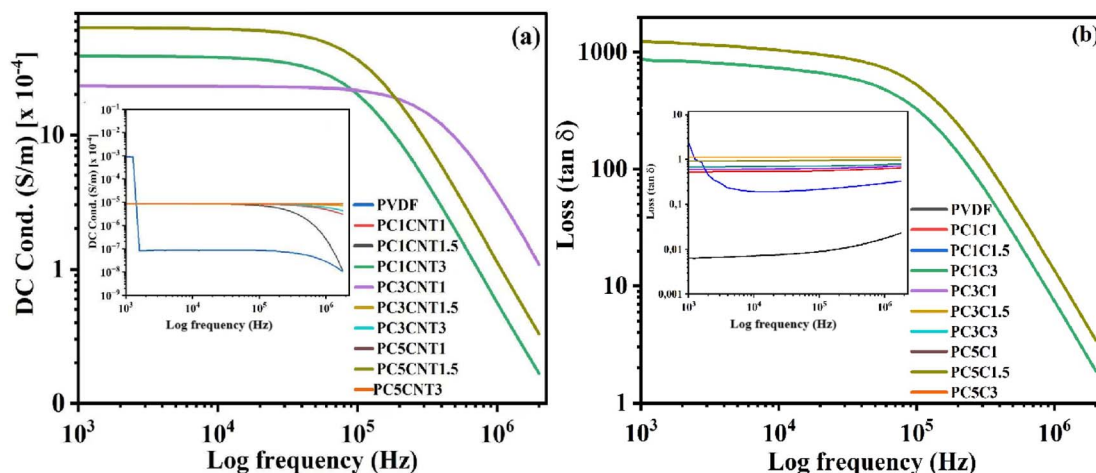 (a)
DC Cond. (S/m) [x 10⁻⁴]
10
1
0
10³
10⁴
10⁵
10⁶
Log frequency (Hz)
DC Cond. (S/m) [x 10⁻⁴]
10⁻¹
10⁻²
10⁻³
10⁻⁴
10⁻⁵
10⁻⁶
10⁻⁷
10⁻⁸
10⁻⁹
10³
10⁴
10⁵
10⁶
Log frequency (Hz)
PVDF
PC1CNT1
PC1CNT1.5
PC1CNT3
PC3CNT1
PC3CNT1.5
PC3CNT3
PC5CNT1
PC5CNT1.5
PC5CNT3
(b)
Loss (tan δ)
1000
100
10
1
10³
10⁴
10⁵
10⁶
Log frequency (Hz)
Loss (tan δ)
10
1
0,1
0,01
0,001
10³
10⁴
10⁵
10⁶
Log frequency (Hz)
PVDF
PC1C1
PC1C1.5
PC1C3
PC3C1
PC3C1.5
PC3C3
PC5C1
PC5C1.5
PC5C3